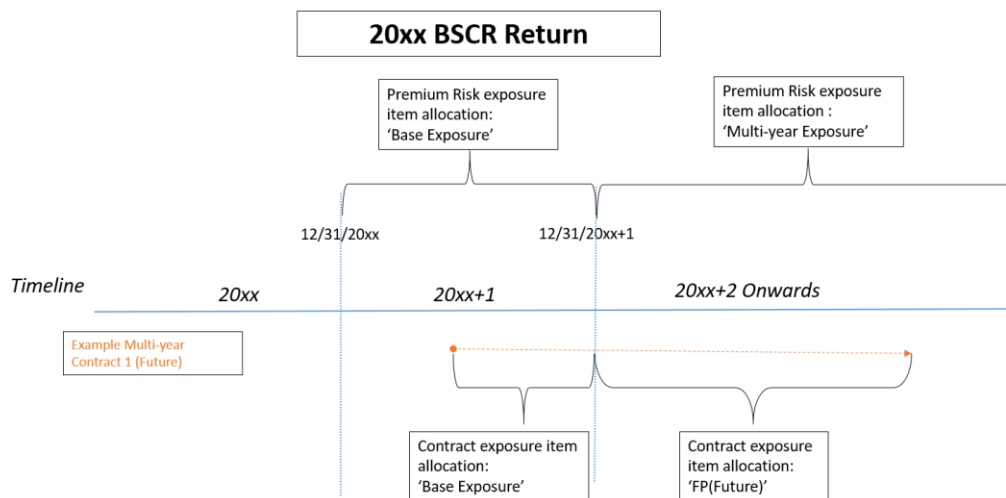 20xx BSCR Return
Premium Risk exposure
item allocation:
‘Base Exposure’
Premium Risk exposure
item allocation :
‘Multi-year Exposure’
12/31/20xx
12/31/20xx+1
Timeline
20xx
20xx+1
20xx+2 Onwards
Example Multi-year
Contract 1 (Future)
Contract exposure item
allocation:
‘Base Exposure’
Contract exposure
item allocation:
‘FP(Future)’